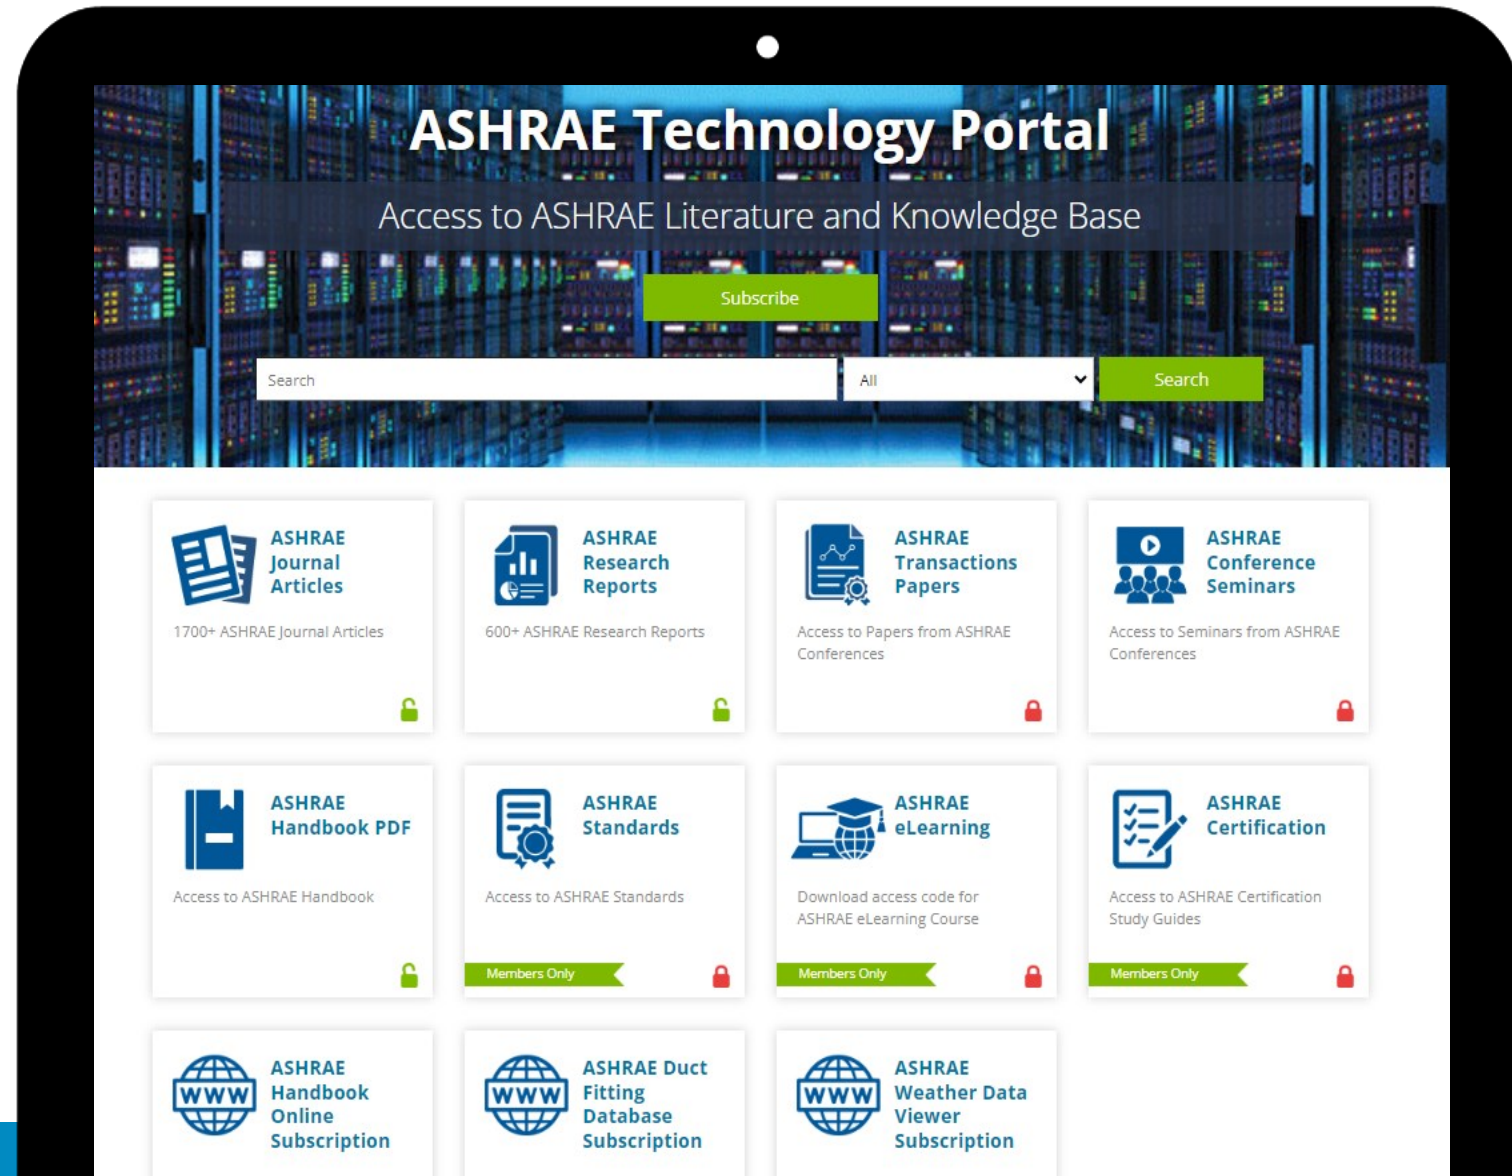 ASHRAE Technology Portal
Access to ASHRAE Literature and Knowledge Base
Subscribe
Search
All
Search
ASHRAE
Journal
Articles
1700+ ASHRAE Journal Articles
ASHRAE
Research
Reports
600+ ASHRAE Research Reports
ASHRAE
Transactions
Papers
Access to Papers from ASHRAE
Conferences
ASHRAE
Conference
Seminars
Access to Seminars from ASHRAE
Conferences
ASHRAE
Handbook PDF
Access to ASHRAE Handbook
ASHRAE
Standards
Access to ASHRAE Standards
Members Only
ASHRAE
eLearning
Download access code for
ASHRAE eLearning Course
Members Only
ASHRAE
Certification
Access to ASHRAE Certification
Study Guides
Members Only
WWW
ASHRAE
Handbook
Online
Subscription
WWW
ASHRAE Duct
Fitting
Database
Subscription
WWW
ASHRAE
Weather Data
Viewer
Subscription